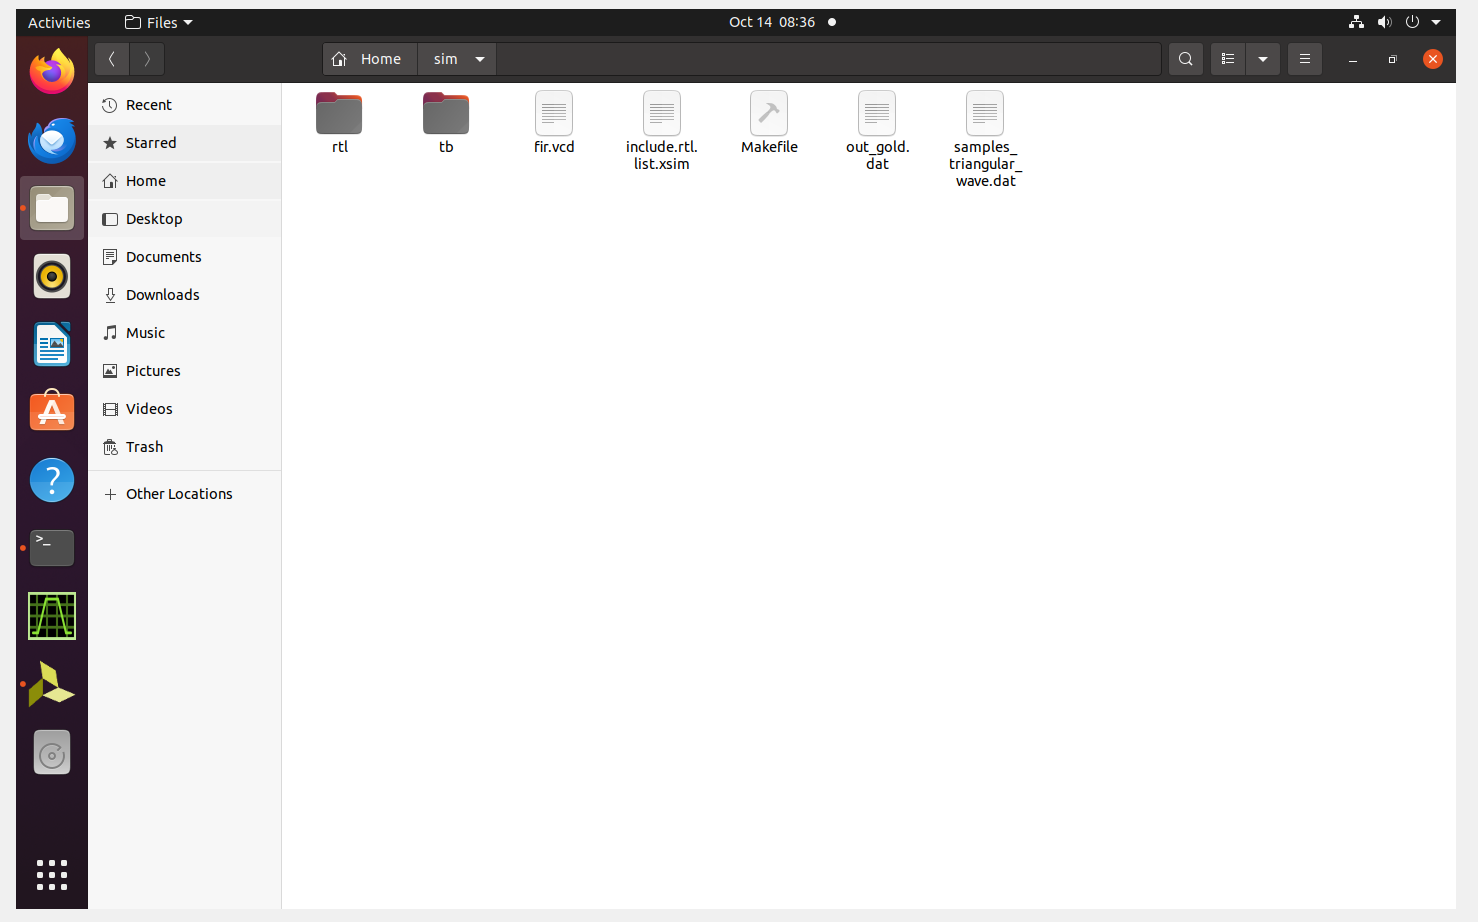 Activities Files Oct 14 08:36
Home sim
Recent
Starred
Home
Desktop
Documents
Downloads
Music
Pictures
Videos
Trash
Other Locations
rtl
tb
fir.vcd
include.rtl.
list.xsim
Makefile
out_gold.
dat
samples_
triangular_
wave.dat
>_